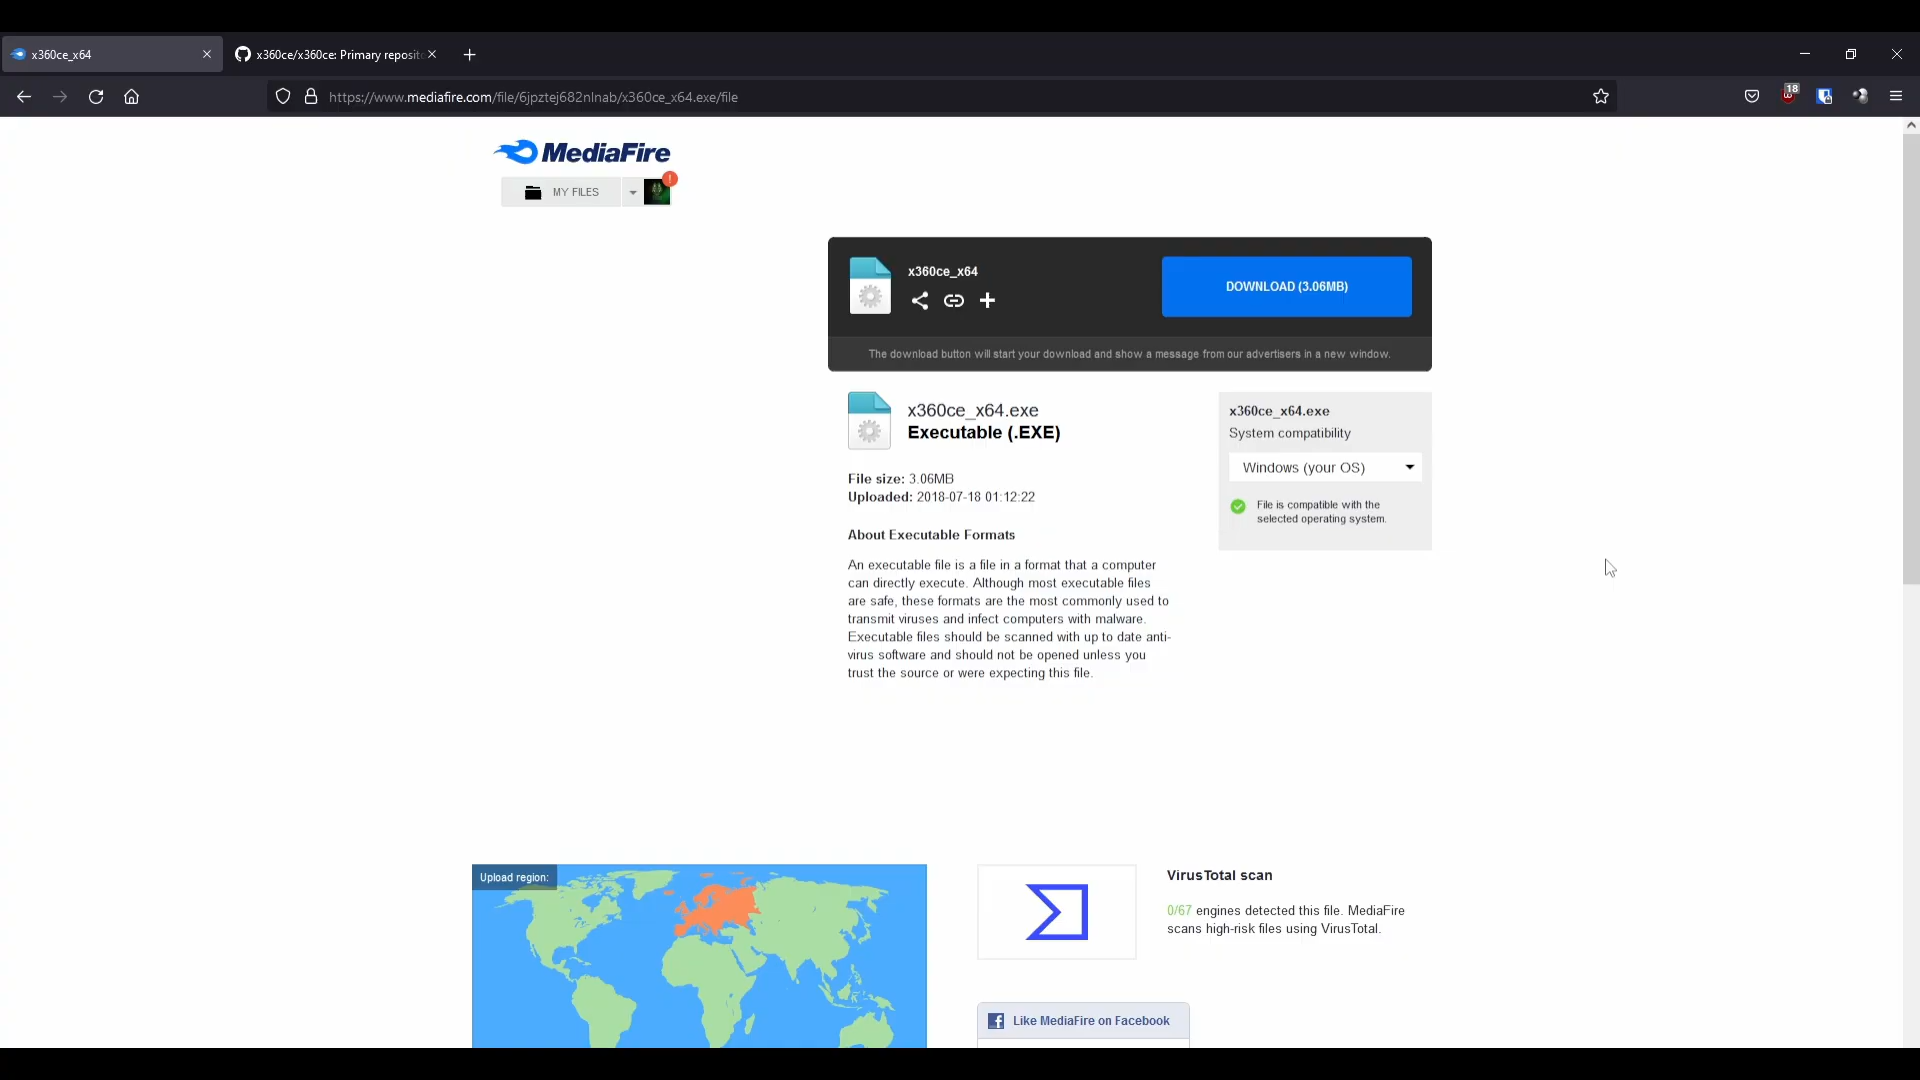 x360ce_x64
x360ce/x360ce: Primary reposit
https://www.mediafire.com/file/6jpztej682nlnab/x360ce_x64.exe/file
18
MediaFire
MY FILES
!
x360ce_x64
DOWNLOAD (3.06MB)
The download button will start your download and show a message from our advertisers in a new window.
x360ce_x64.exe
Executable (.EXE)
File size: 3.06MB
Uploaded: 2018-07-18 01:12:22
About Executable Formats
An executable file is a file in a format that a computer
can directly execute. Although most executable files
are safe, these formats are the most commonly used to
transmit viruses and infect computers with malware.
Executable files should be scanned with up to date anti-
virus software and should not be opened unless you
trust the source or were expecting this file.
x360ce_x64.exe
System compatibility
Windows (your OS)
File is compatible with the
selected operating system.
Upload region:
VirusTotal scan
0/67 engines detected this file. MediaFire
scans high-risk files using VirusTotal.
Like MediaFire on Facebook